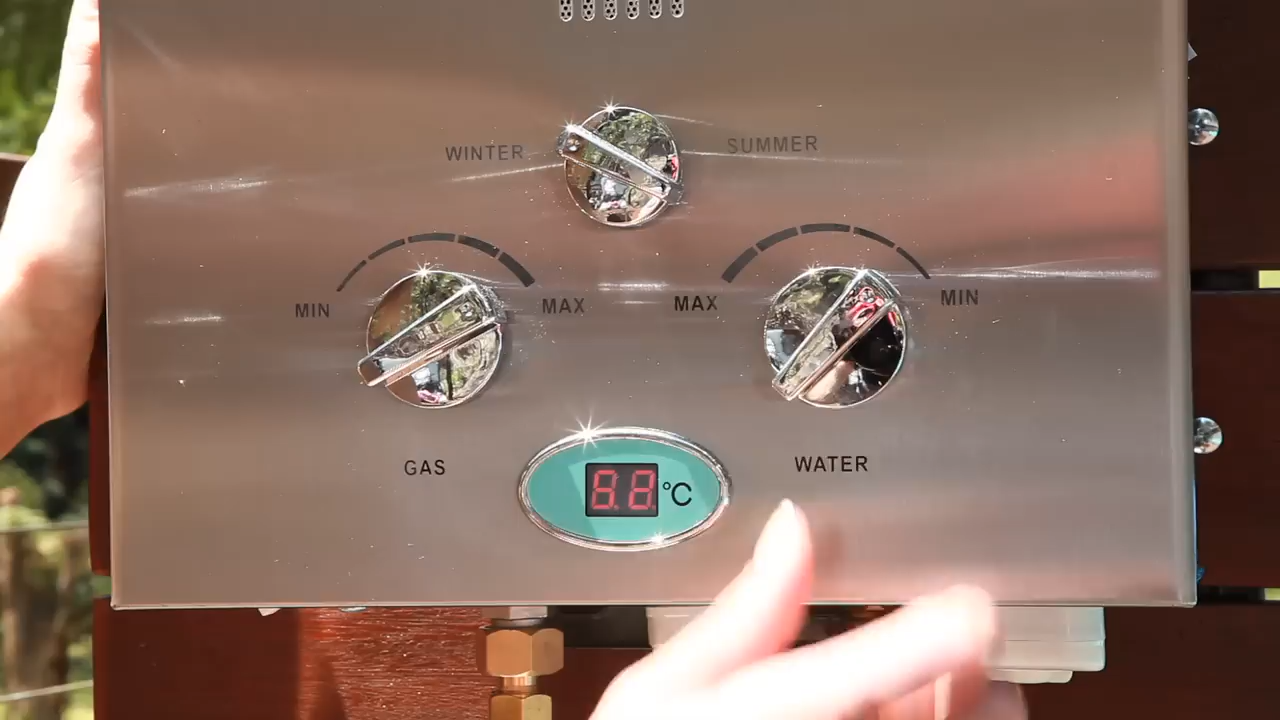 WINTER
SUMMER
MIN
MAX
MAX
MIN
GAS
WATER
88 °C